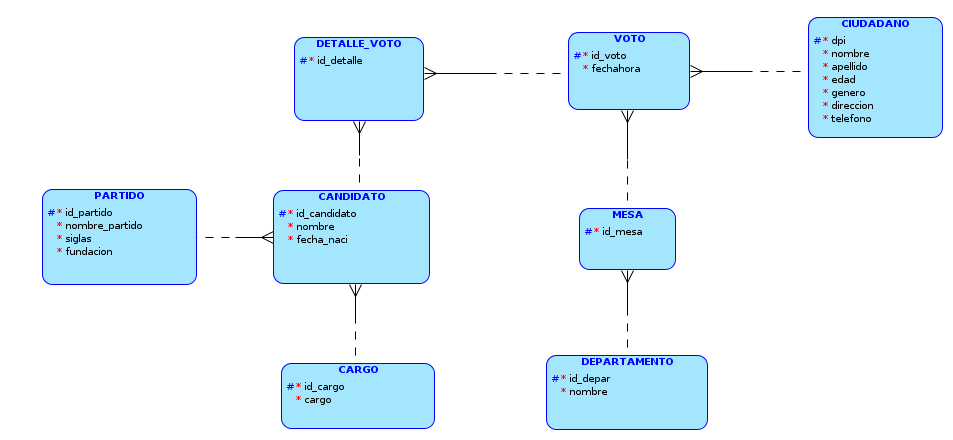 DETALLE_VOTO
#* id_detalle
VOTO
#* id_voto
* fechahora
CIUDADANO
#* dpi
* nombre
* apellido
* edad
* genero
* direccion
* telefono
PARTIDO
#* id_partido
* nombre_partido
* siglas
* fundacion
CANDIDATO
#* id_candidato
* nombre
* fecha_naci
MESA
#* id_mesa
CARGO
#* id_cargo
* cargo
DEPARTAMENTO
#* id_depar
* nombre